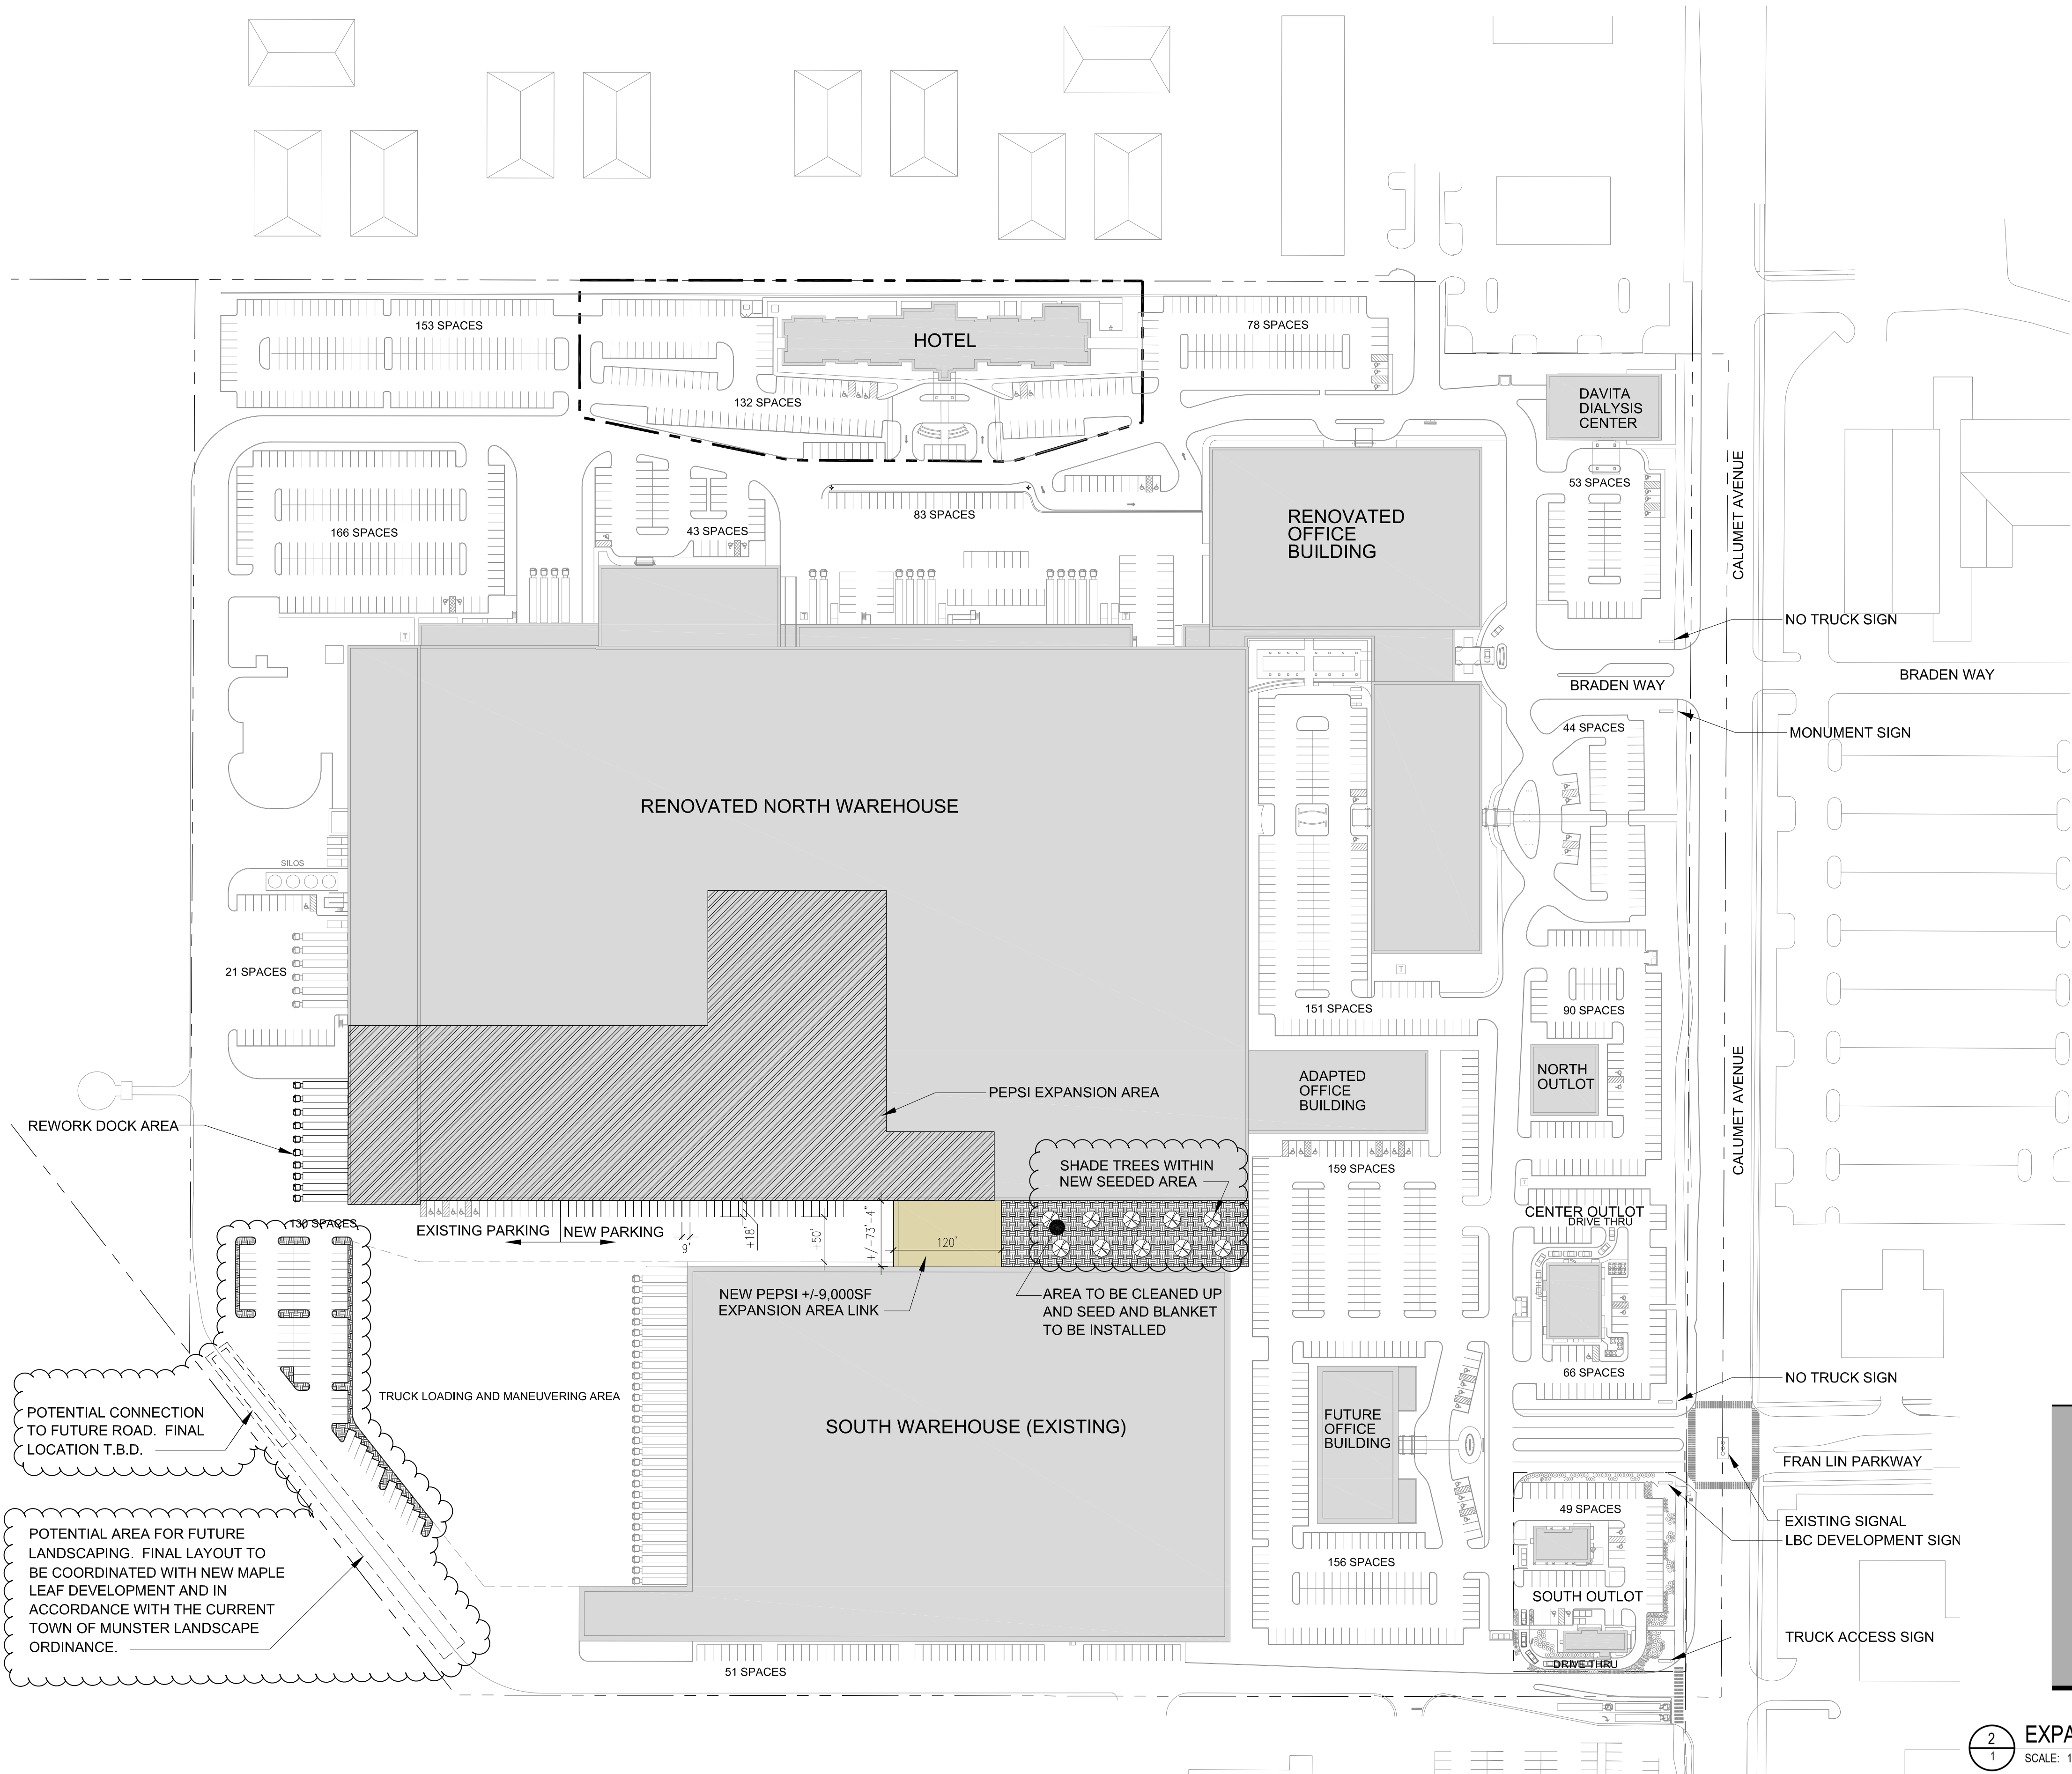 153 SPACES
HOTEL
78 SPACES
132 SPACES
DAVITA
DIALYSIS
CENTER
53 SPACES
CALUMET AVENUE
166 SPACES
43 SPACES
83 SPACES
RENOVATED
OFFICE
BUILDING
NO TRUCK SIGN
T
T
T
BRADEN WAY
BRADEN WAY
44 SPACES
MONUMENT SIGN
RENOVATED NORTH WAREHOUSE
SILOS
21 SPACES
T
151 SPACES
90 SPACES
NORTH
OUTLOT
CALUMET AVENUE
ADAPTED
OFFICE
BUILDING
PEPSI EXPANSION AREA
REWORK DOCK AREA
SHADE TREES WITHIN
NEW SEEDED AREA
159 SPACES
T
CENTER OUTLOT
DRIVE THRU
130 SPACES
EXISTING PARKING
NEW PARKING
9'
+18'
+50'
+/-73'-4"
120'
NEW PEPSI +/-9,000SF
EXPANSION AREA LINK
AREA TO BE CLEANED UP
AND SEED AND BLANKET
TO BE INSTALLED
66 SPACES
NO TRUCK SIGN
TRUCK LOADING AND MANEUVERING AREA
POTENTIAL CONNECTION
TO FUTURE ROAD. FINAL
LOCATION T.B.D.
SOUTH WAREHOUSE (EXISTING)
FUTURE
OFFICE
BUILDING
FRAN LIN PARKWAY
49 SPACES
EXISTING SIGNAL
LBC DEVELOPMENT SIGN
POTENTIAL AREA FOR FUTURE
LANDSCAPING. FINAL LAYOUT TO
BE COORDINATED WITH NEW MAPLE
LEAF DEVELOPMENT AND IN
ACCORDANCE WITH THE CURRENT
TOWN OF MUNSTER LANDSCAPE
ORDINANCE.
156 SPACES
SOUTH OUTLOT
TRUCK ACCESS SIGN
DRIVE THRU
51 SPACES
2
1
EXPA
SCALE: 1